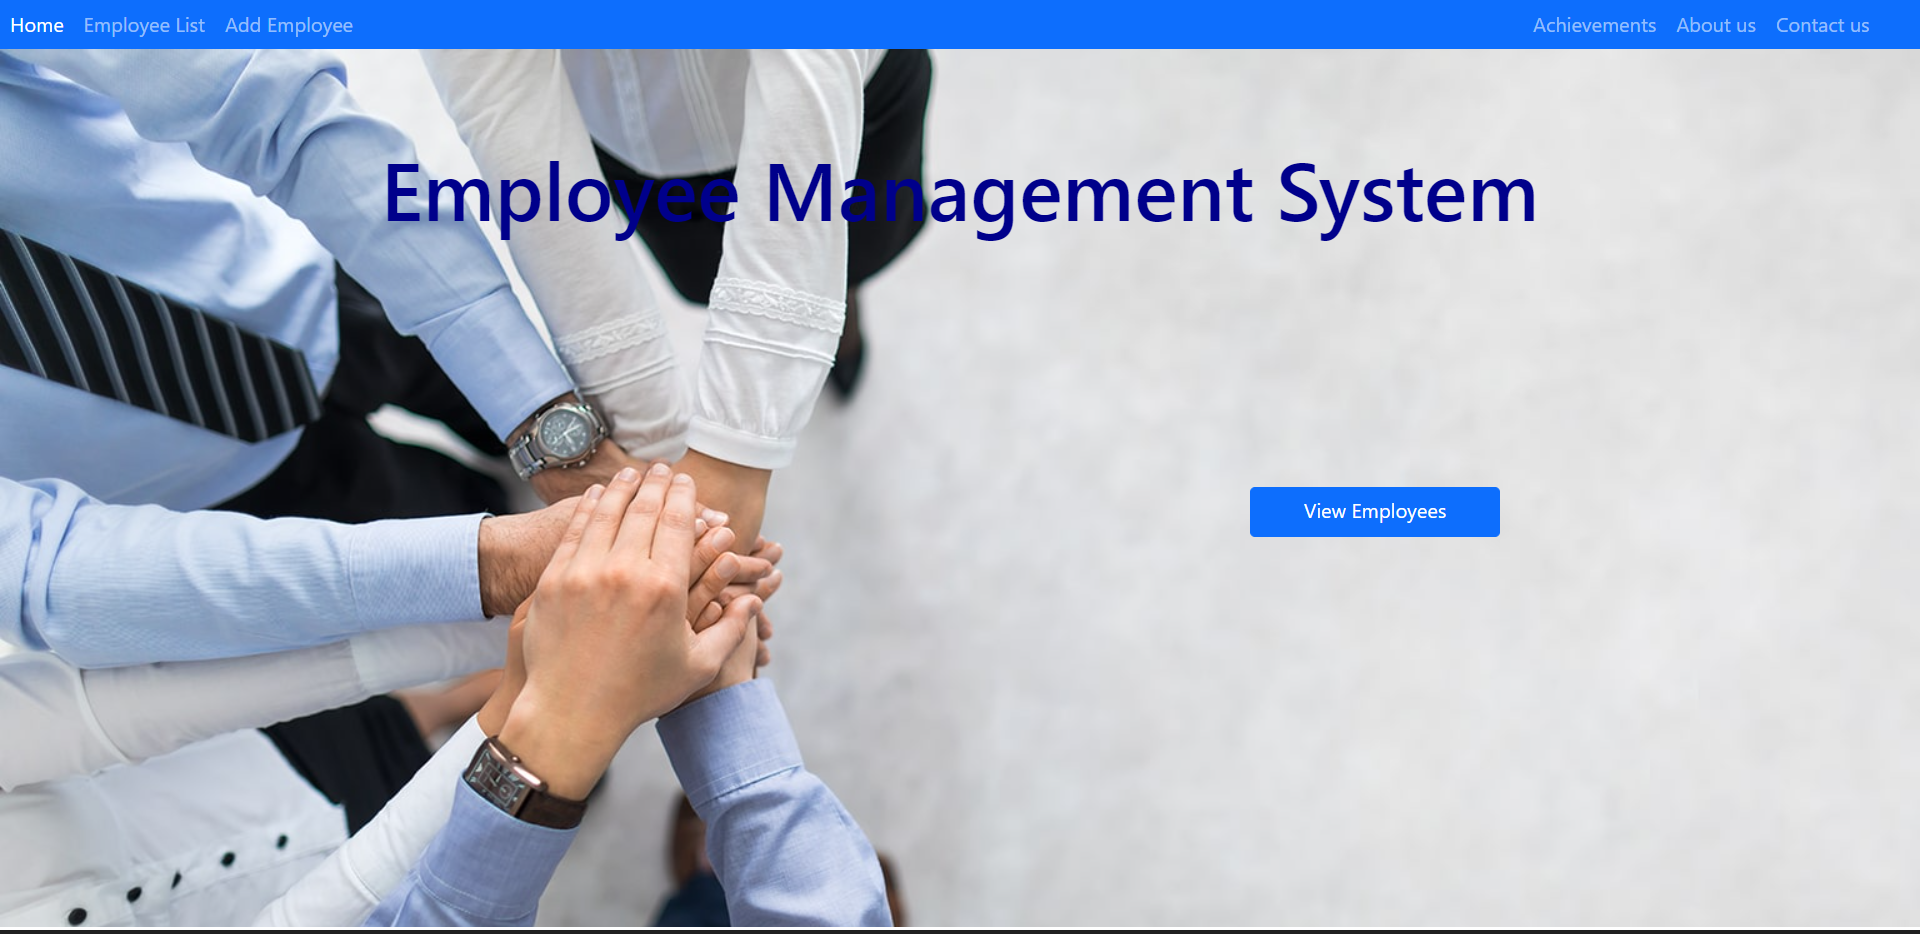 Home Employee List Add Employee Achievements About us Contact us
Employee Management System
View Employees